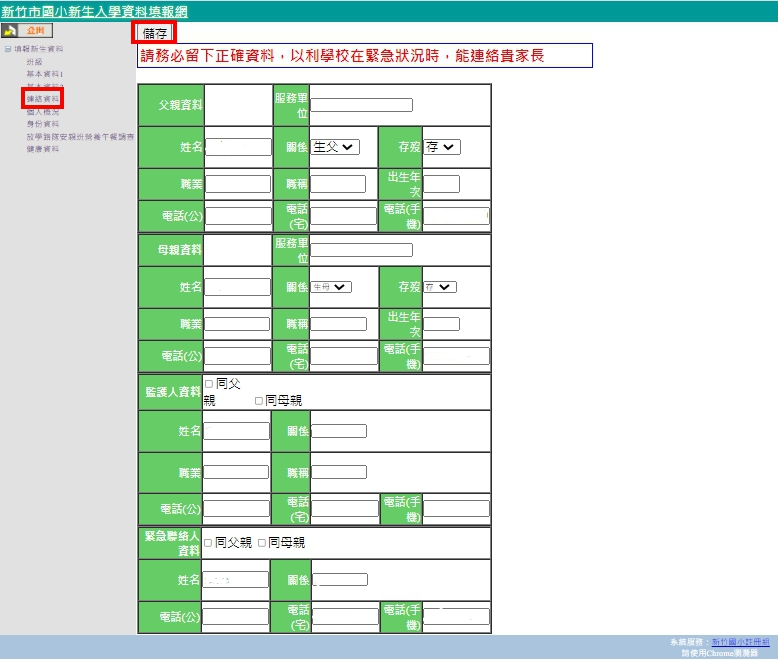 新竹市國小新生入學資料填報網
企劃
填報新生資料
班級
基本資料1
基本資料2
連絡資料
個人概況
身份資料
放學路隊安親班營養午餐調查
健康資料
儲存
請務必留下正確資料，以利學校在緊急狀況時，能連絡貴家長
父親資料 服務單位
姓名 關係 生父 存歿 存
職業 職稱 出生年次
電話(公) 電話(宅) 電話(手機)
母親資料 服務單位
姓名 關係 生母 存歿 存
職業 職稱 出生年次
電話(公) 電話(宅) 電話(手機)
監護人資料 同父親 同母親
姓名 關係
職業 職稱
電話(公) 電話(宅) 電話(手機)
緊急聯絡人資料 同父親 同母親
姓名 關係
電話(公) 電話(宅) 電話(手機)
系統服務：新竹國小註冊組
請使用Chrome瀏覽器